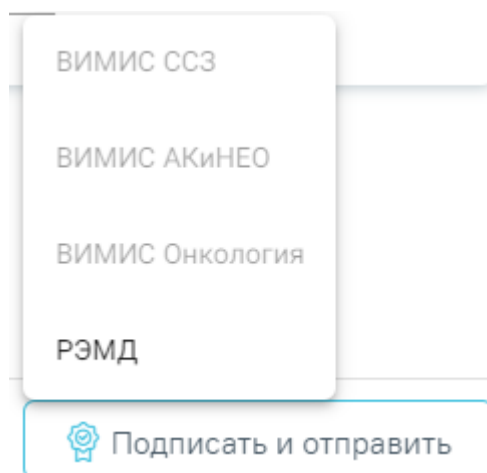 ВИМИС ССЗ
ВИМИС АКиНЕО
ВИМИС Онкология
РЭМД
Подписать и отправить